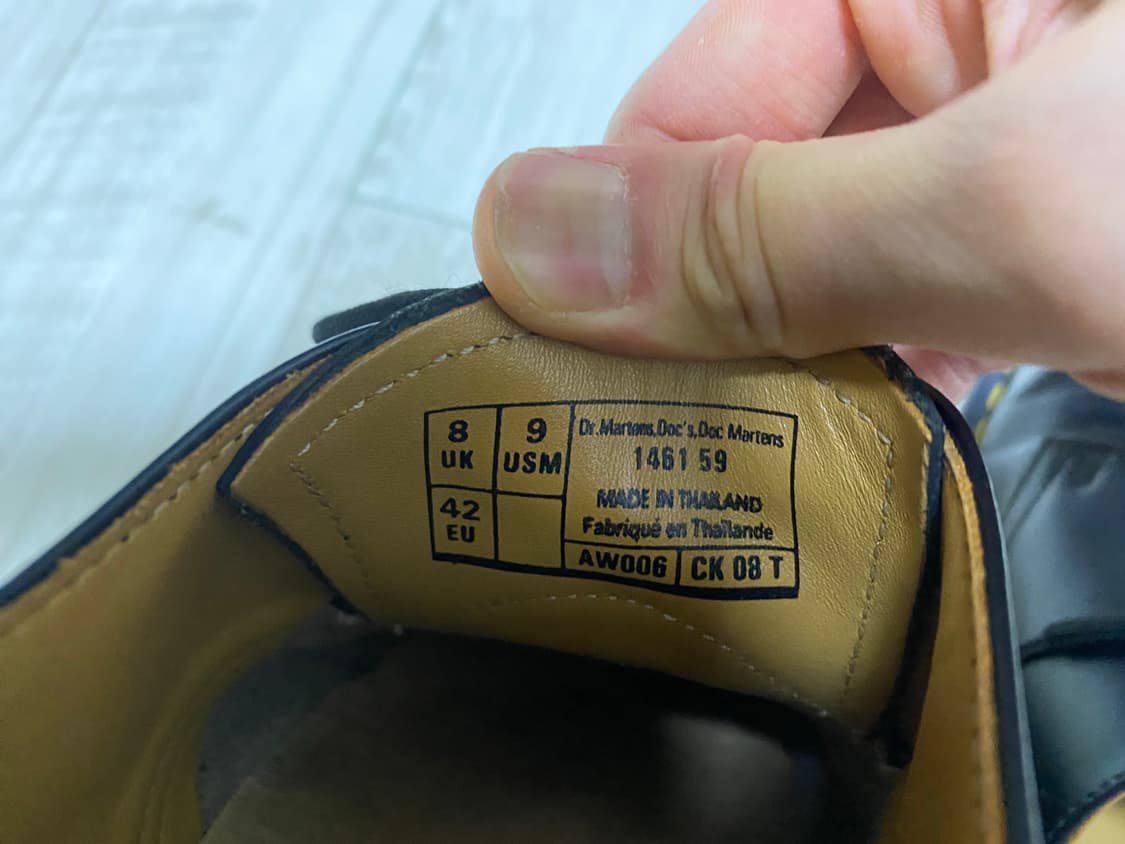 8
UK
9
USM
42
EU
Dr.Martens,Doc's,Doc Martens
1461 59
MADE IN THAILAND
Fabriqué en Thaïlande
AW006
CK 08 T